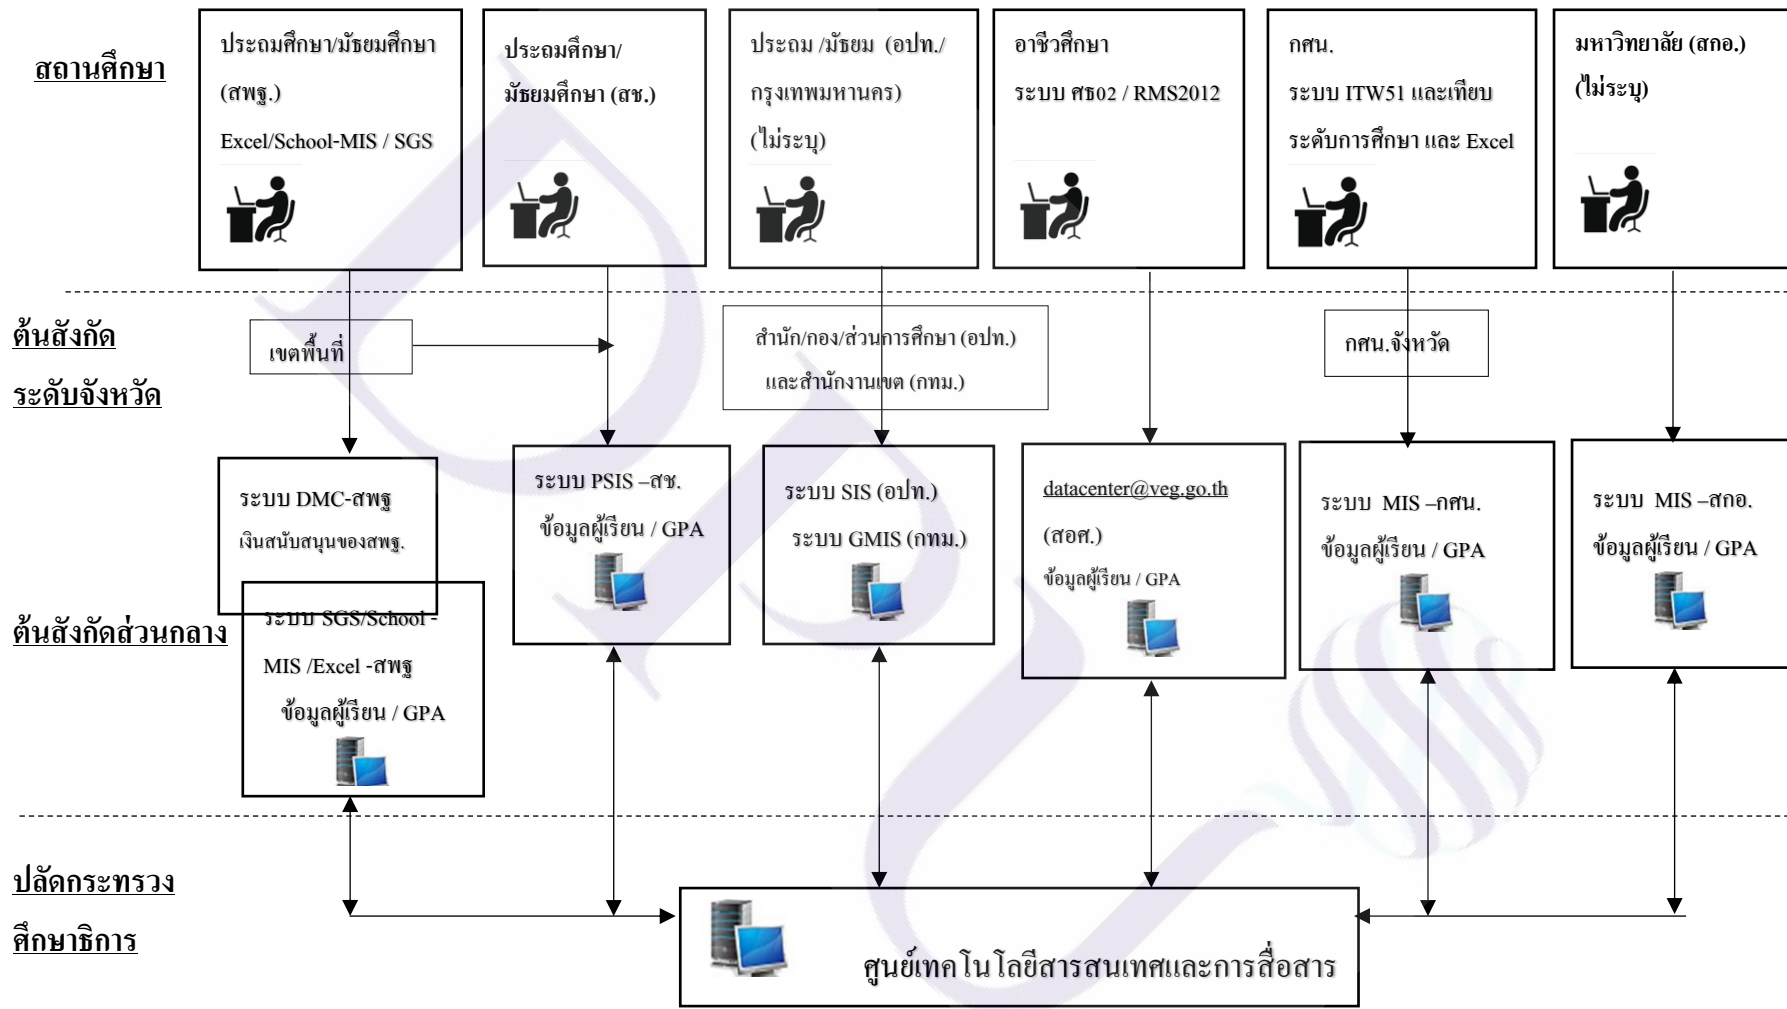 สถานศึกษา
ประถมศึกษา/มัธยมศึกษา
(สพฐ.)
Excel/School-MIS / SGS
ประถมศึกษา/
มัธยมศึกษา (สช.)
ประถม /มัธยม (อปท./
กรุงเทพมหานคร)
(ไม่ระบุ)
อาชีวศึกษา
ระบบ ศธ02 / RMS2012
กศน.
ระบบ ITW51 และเทียบ
ระดับการศึกษา และ Excel
มหาวิทยาลัย (สกอ.)
(ไม่ระบุ)
ต้นสังกัด
ระดับจังหวัด
เขตพื้นที่
สำนัก/กอง/ส่วนการศึกษา (อปท.)
และสำนักงานเขต (กทม.)
กศน.จังหวัด
ต้นสังกัดส่วนกลาง
ระบบ DMC-สพฐ
เงินสนับสนุนของสพฐ.
ระบบ SGS/School -
MIS /Excel -สพฐ
ข้อมูลผู้เรียน / GPA
ระบบ PSIS –สช.
ข้อมูลผู้เรียน / GPA
ระบบ SIS (อปท.)
ระบบ GMIS (กทม.)
datacenter@veg.go.th
(สอศ.)
ข้อมูลผู้เรียน / GPA
ระบบ MIS –กศน.
ข้อมูลผู้เรียน / GPA
ระบบ MIS –สกอ.
ข้อมูลผู้เรียน / GPA
ปลัดกระทรวง
ศึกษาธิการ
ศูนย์เทคโนโลยีสารสนเทศและการสื่อสาร